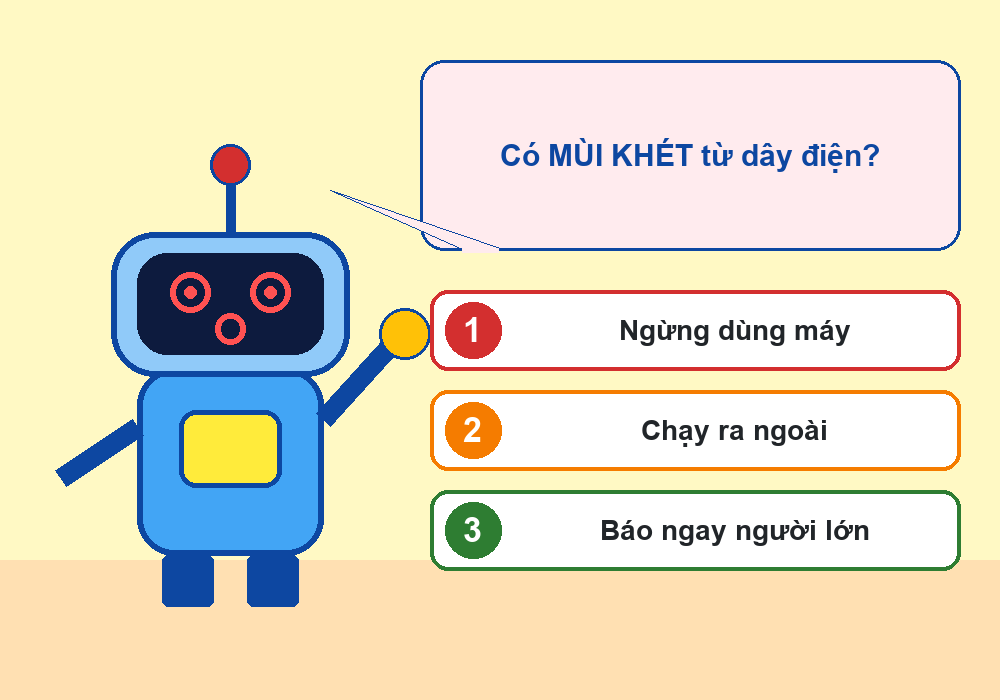 Có MÙI KHÉT từ dây điện?
1 Ngừng dùng máy
2 Chạy ra ngoài
3 Báo ngay người lớn